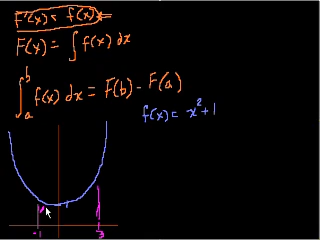 F'(x) = f(x)
F(x) = ∫ f(x) dx
∫_a^b f(x) dx = F(b) - F(a)
f(x) = x² + 1
-1 3